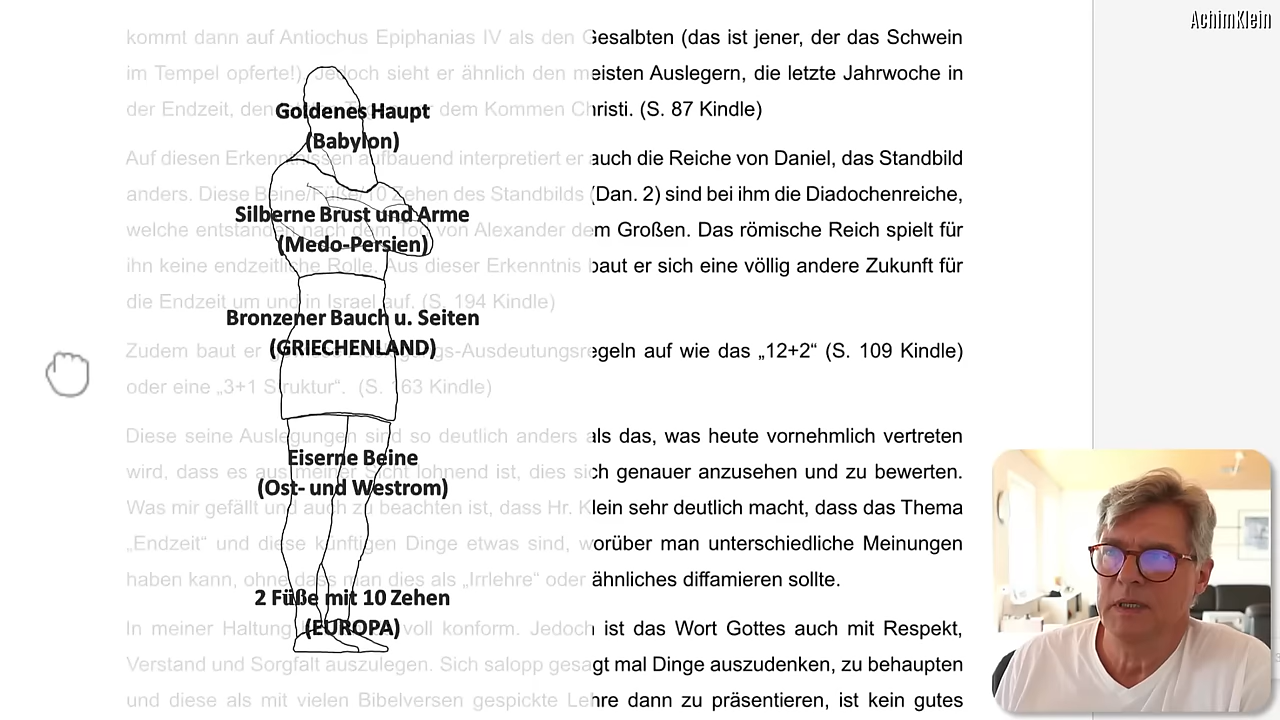 AchimKlein
kommt dann auf Antiochus Epiphanias IV als den Gesalbten (das ist jener, der das Schwein
im Tempel opferte!). Jedoch sieht er ähnlich den meisten Auslegern, die letzte Jahrwoche in
der Endzeit, den dem Kommen Christi. (S. 87 Kindle)
Goldenes Haupt
(Babylon)
Auf diesen Erkenntnissen aufbauend interpretiert er auch die Reiche von Daniel, das Standbild
anders. Diese Beine/Füße/10 Zehen des Standbilds (Dan. 2) sind bei ihm die Diadochenreiche,
Silberne Brust und Arme
welche entstanden nach dem Tod von Alexander dem Großen. Das römische Reich spielt für
(Medo-Persien)
ihn keine endzeitliche Rolle. Aus dieser Erkenntnis baut er sich eine völlig andere Zukunft für
die Endzeit um und in Israel auf. (S. 194 Kindle)
Bronzener Bauch u. Seiten
(GRIECHENLAND)
Zudem baut er -Ausdeutungsregeln auf wie das „12+2“ (S. 109 Kindle)
oder eine „3+1 Struktur“. (S. 163 Kindle)
Diese seine Auslegungen sind so deutlich anders als das, was heute vornehmlich vertreten
Eiserne Beine
wird, dass es aus meiner Sicht lohnend ist, dies sich genauer anzusehen und zu bewerten.
(Ost- und Westrom)
Was mir gefällt und auch zu beachten ist, dass Hr. Klein sehr deutlich macht, dass das Thema
„Endzeit“ und diese künftigen Dinge etwas sind, worüber man unterschiedliche Meinungen
haben kann, ohne dass man dies als „Irrlehre“ oder ähnliches diffamieren sollte.
2 Füße mit 10 Zehen
(EUROPA)
In meiner Haltung voll konform. Jedoch ist das Wort Gottes auch mit Respekt,
Verstand und Sorgfalt auszulegen. Sich salopp gesagt mal Dinge auszudenken, zu behaupten
und diese als mit vielen Bibelversen gespickte Lehre dann zu präsentieren, ist kein gutes